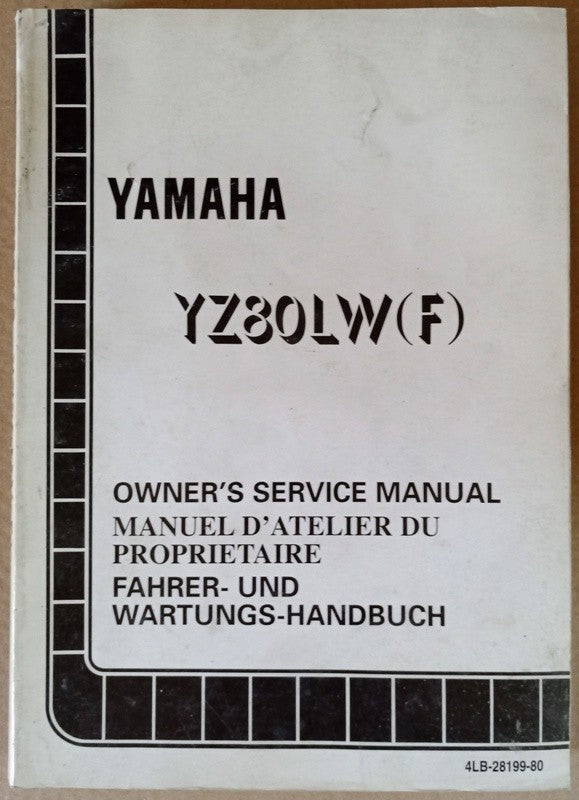 YAMAHA
YZ80LW(F)
OWNER'S SERVICE MANUAL
MANUEL D'ATELIER DU
PROPRIETAIRE
FAHRER- UND
WARTUNGS-HANDBUCH
4LB-28199-80